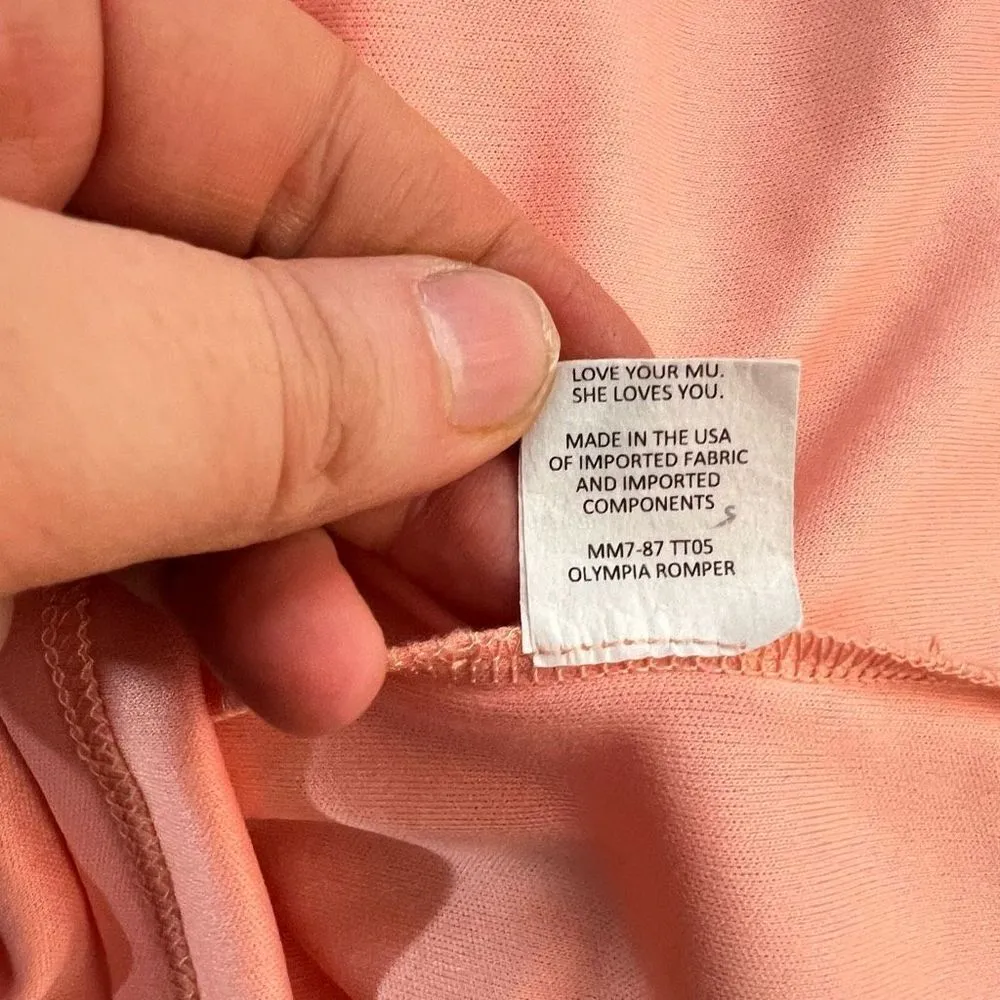 LOVE YOUR MU.
SHE LOVES YOU.
MADE IN THE USA
OF IMPORTED FABRIC
AND IMPORTED
COMPONENTS
S
MM7-87 TT05
OLYMPIA ROMPER